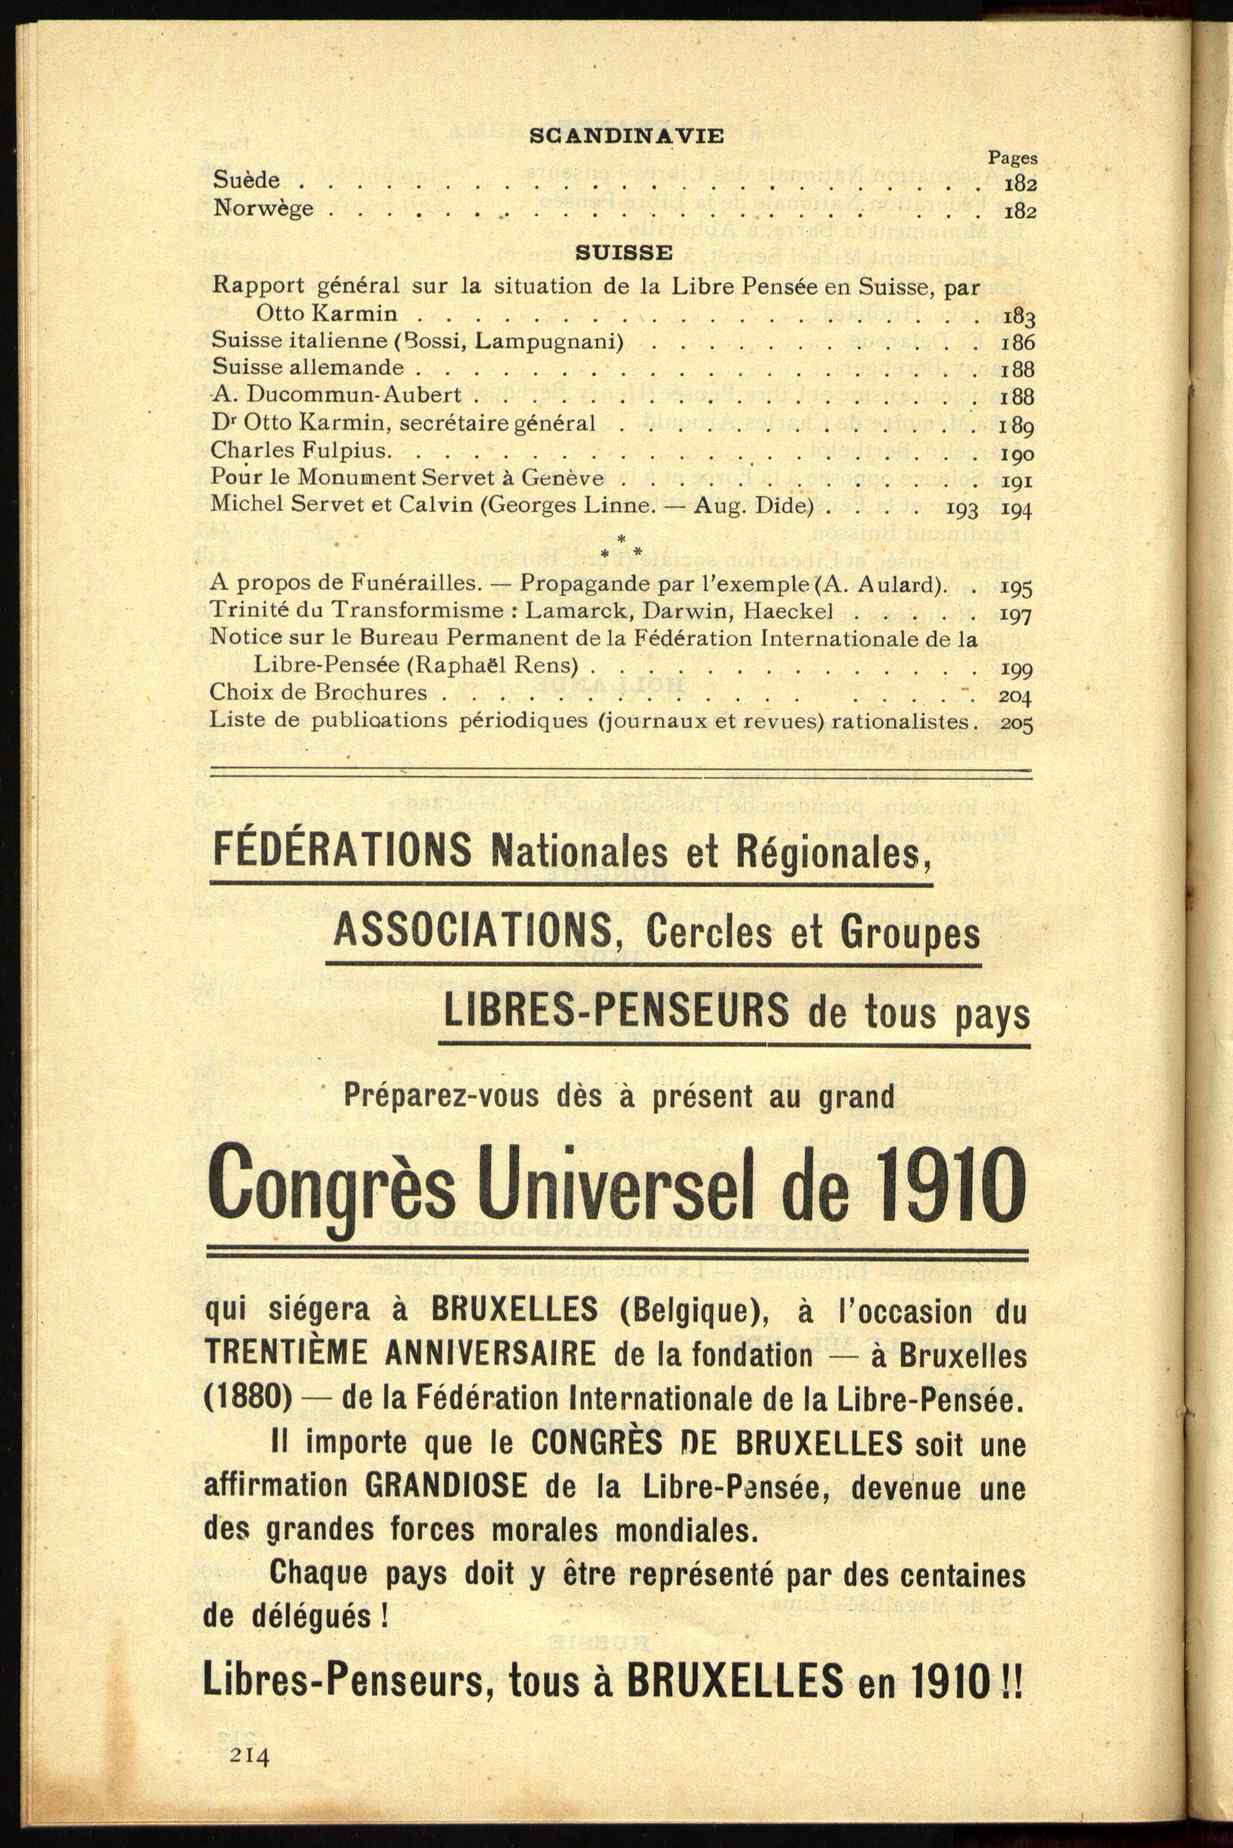 SCANDINAVIE
Pages
Suède . . . . . . . . . . . . . . . . . . . . . . . . 182
Norwège . . . . . . . . . . . . . . . . . . . . . . . 182
SUISSE
Rapport général sur la situation de la Libre Pensée en Suisse, par
Otto Karmin . . . . . . . . . . . . . . . . . . . . 183
Suisse italienne (Bossi, Lampugnani) . . . . . . . . . . . . 186
Suisse allemande . . . . . . . . . . . . . . . . . . . . 188
A. Ducommun-Aubert . . . . . . . . . . . . . . . . . . 188
Dr Otto Karmin, secrétaire général . . . . . . . . . . . . . 189
Charles Fulpius. . . . . . . . . . . . . . . . . . . . . 190
Pour le Monument Servet à Genève . . . . . . . . . . . . . 191
Michel Servet et Calvin (Georges Linne. — Aug. Dide) . . . . 193 194
*
* *
A propos de Funérailles. — Propagande par l'exemple (A. Aulard). . 195
Trinité du Transformisme : Lamarck, Darwin, Haeckel . . . . . 197
Notice sur le Bureau Permanent de la Fédération Internationale de la
Libre-Pensée (Raphaël Rens) . . . . . . . . . . . . . . 199
Choix de Brochures . . . . . . . . . . . . . . . . . . 204
Liste de publications périodiques (journaux et revues) rationalistes. 205
FÉDÉRATIONS Nationales et Régionales,
ASSOCIATIONS, Cercles et Groupes
LIBRES-PENSEURS de tous pays
Préparez-vous dès à présent au grand
Congrès Universel de 1910
qui siégera à BRUXELLES (Belgique), à l'occasion du
TRENTIÈME ANNIVERSAIRE de la fondation — à Bruxelles
(1880) — de la Fédération Internationale de la Libre-Pensée.
Il importe que le CONGRÈS DE BRUXELLES soit une
affirmation GRANDIOSE de la Libre-Pensée, devenue une
des grandes forces morales mondiales.
Chaque pays doit y être représenté par des centaines
de délégués !
Libres-Penseurs, tous à BRUXELLES en 1910 !!
214